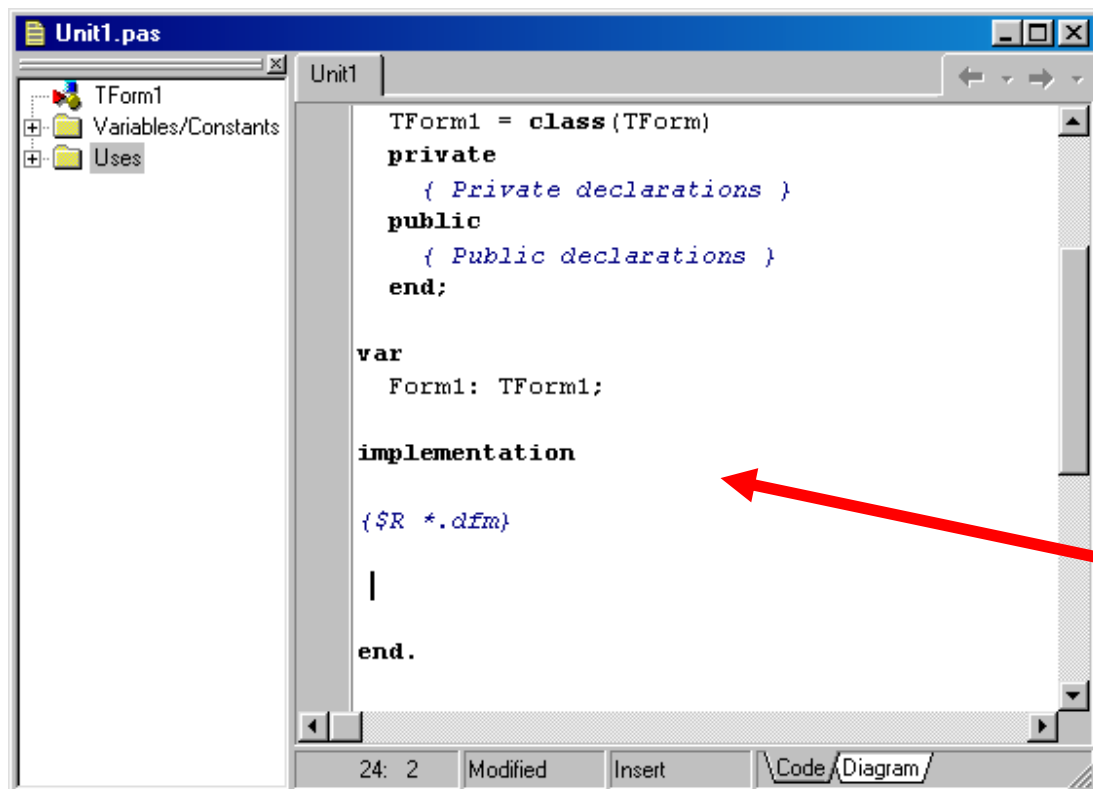 Unit1.pas
TForm1
Variables/Constants
Uses
Unit1
TForm1 = class(TForm)
private
{ Private declarations }
public
{ Public declarations }
end;
var
Form1: TForm1;
implementation
{$R *.dfm}
end.
24: 2 Modified Insert Code Diagram